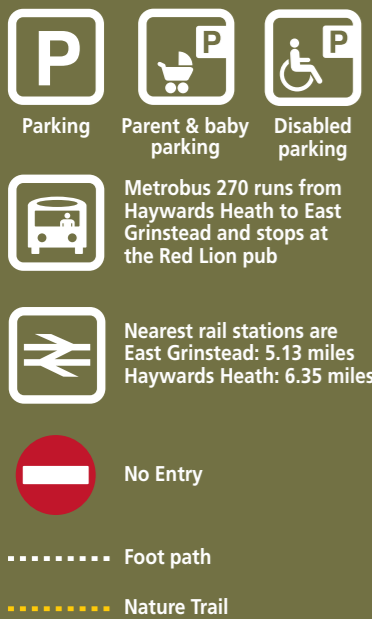 P
P
P
Parking
Parent & baby
parking
Disabled
parking
Metrobus 270 runs from
Haywards Heath to East
Grinstead and stops at
the Red Lion pub
Nearest rail stations are
East Grinstead: 5.13 miles
Haywards Heath: 6.35 miles
No Entry
Foot path
Nature Trail